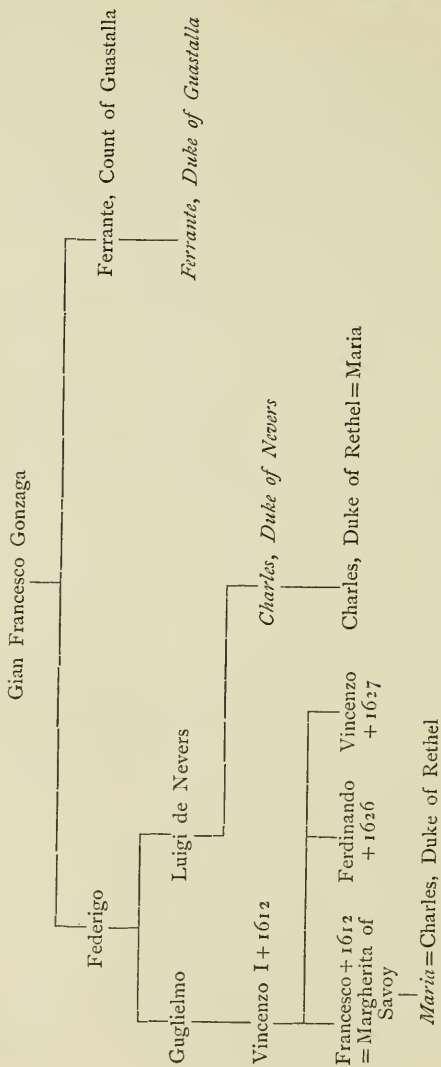 Gian Francesco Gonzaga
Federigo
Ferrante, Count of Guastalla
Guglielmo
Luigi de Nevers
Ferrante, Duke of Guastalla
Vincenzo I + 1612
Charles, Duke of Nevers
Francesco + 1612
= Margherita of
Savoy
Ferdinando
+ 1626
Vincenzo
+ 1627
Charles, Duke of Rethel = Maria
Maria = Charles, Duke of Rethel